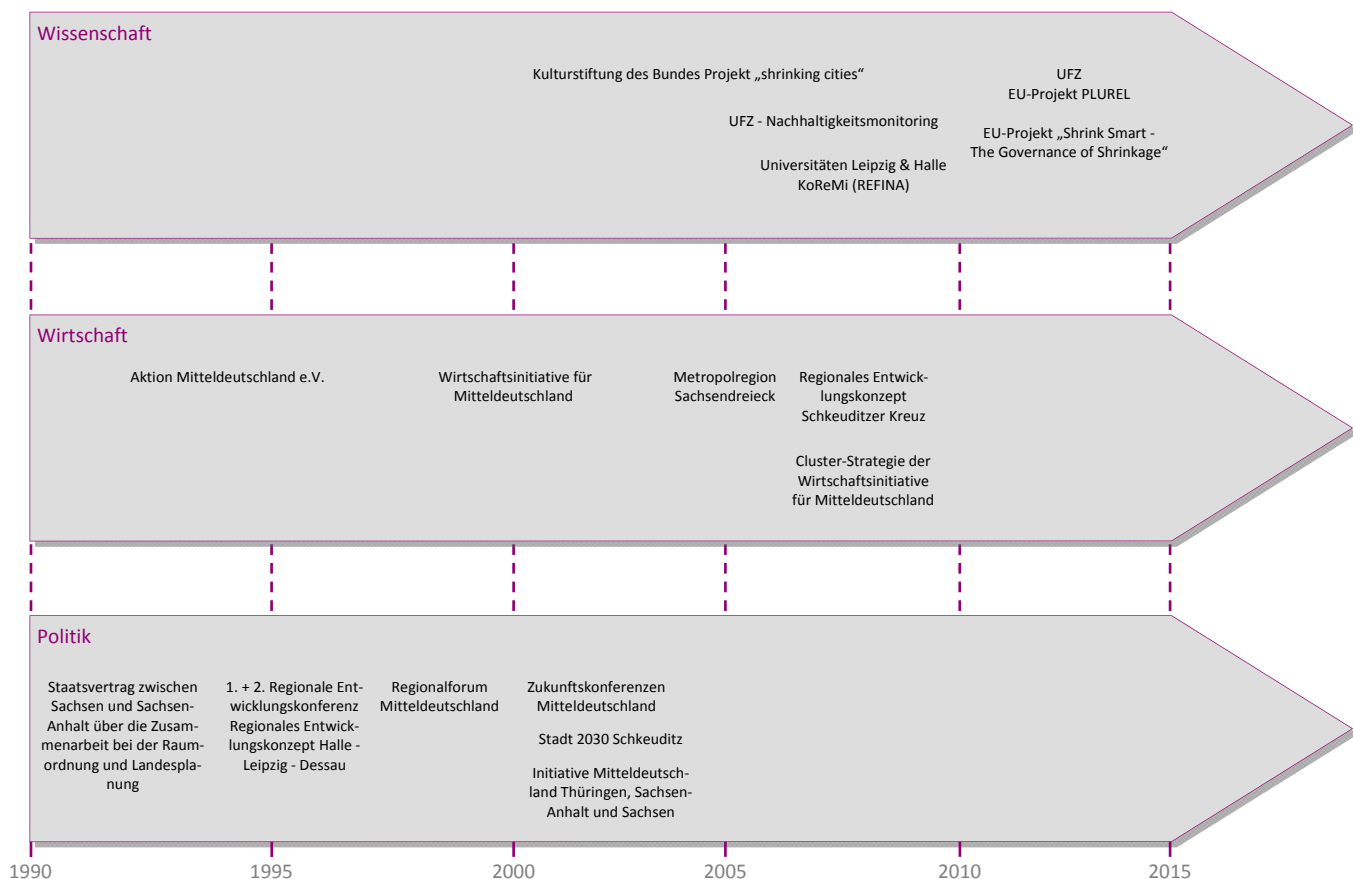 Wissenschaft
Kulturstiftung des Bundes Projekt „shrinking cities“
UFZ - Nachhaltigkeitsmonitoring
Universitäten Leipzig & Halle
KoReMi (REFINA)
UFZ
EU-Projekt PLUREL
EU-Projekt „Shrink Smart -
The Governance of Shrinkage“
Wirtschaft
Aktion Mitteldeutschland e.V.
Wirtschaftsinitiative für
Mitteldeutschland
Metropolregion
Sachsendreieck
Regionales Entwick-
lungskonzept
Schkeuditzer Kreuz
Cluster-Strategie der
Wirtschaftsinitiative
für Mitteldeutschland
Politik
Staatsvertrag zwischen
Sachsen und Sachsen-
Anhalt über die Zusam-
menarbeit bei der Raum-
ordnung und Landespla-
nung
1. + 2. Regionale Ent-
wicklungskonferenz
Regionales Entwick-
lungskonzept Halle -
Leipzig - Dessau
Regionalforum
Mitteldeutschland
Zukunftskonferenzen
Mitteldeutschland
Stadt 2030 Schkeuditz
Initiative Mitteldeutsch-
land Thüringen, Sachsen-
Anhalt und Sachsen
1990
1995
2000
2005
2010
2015